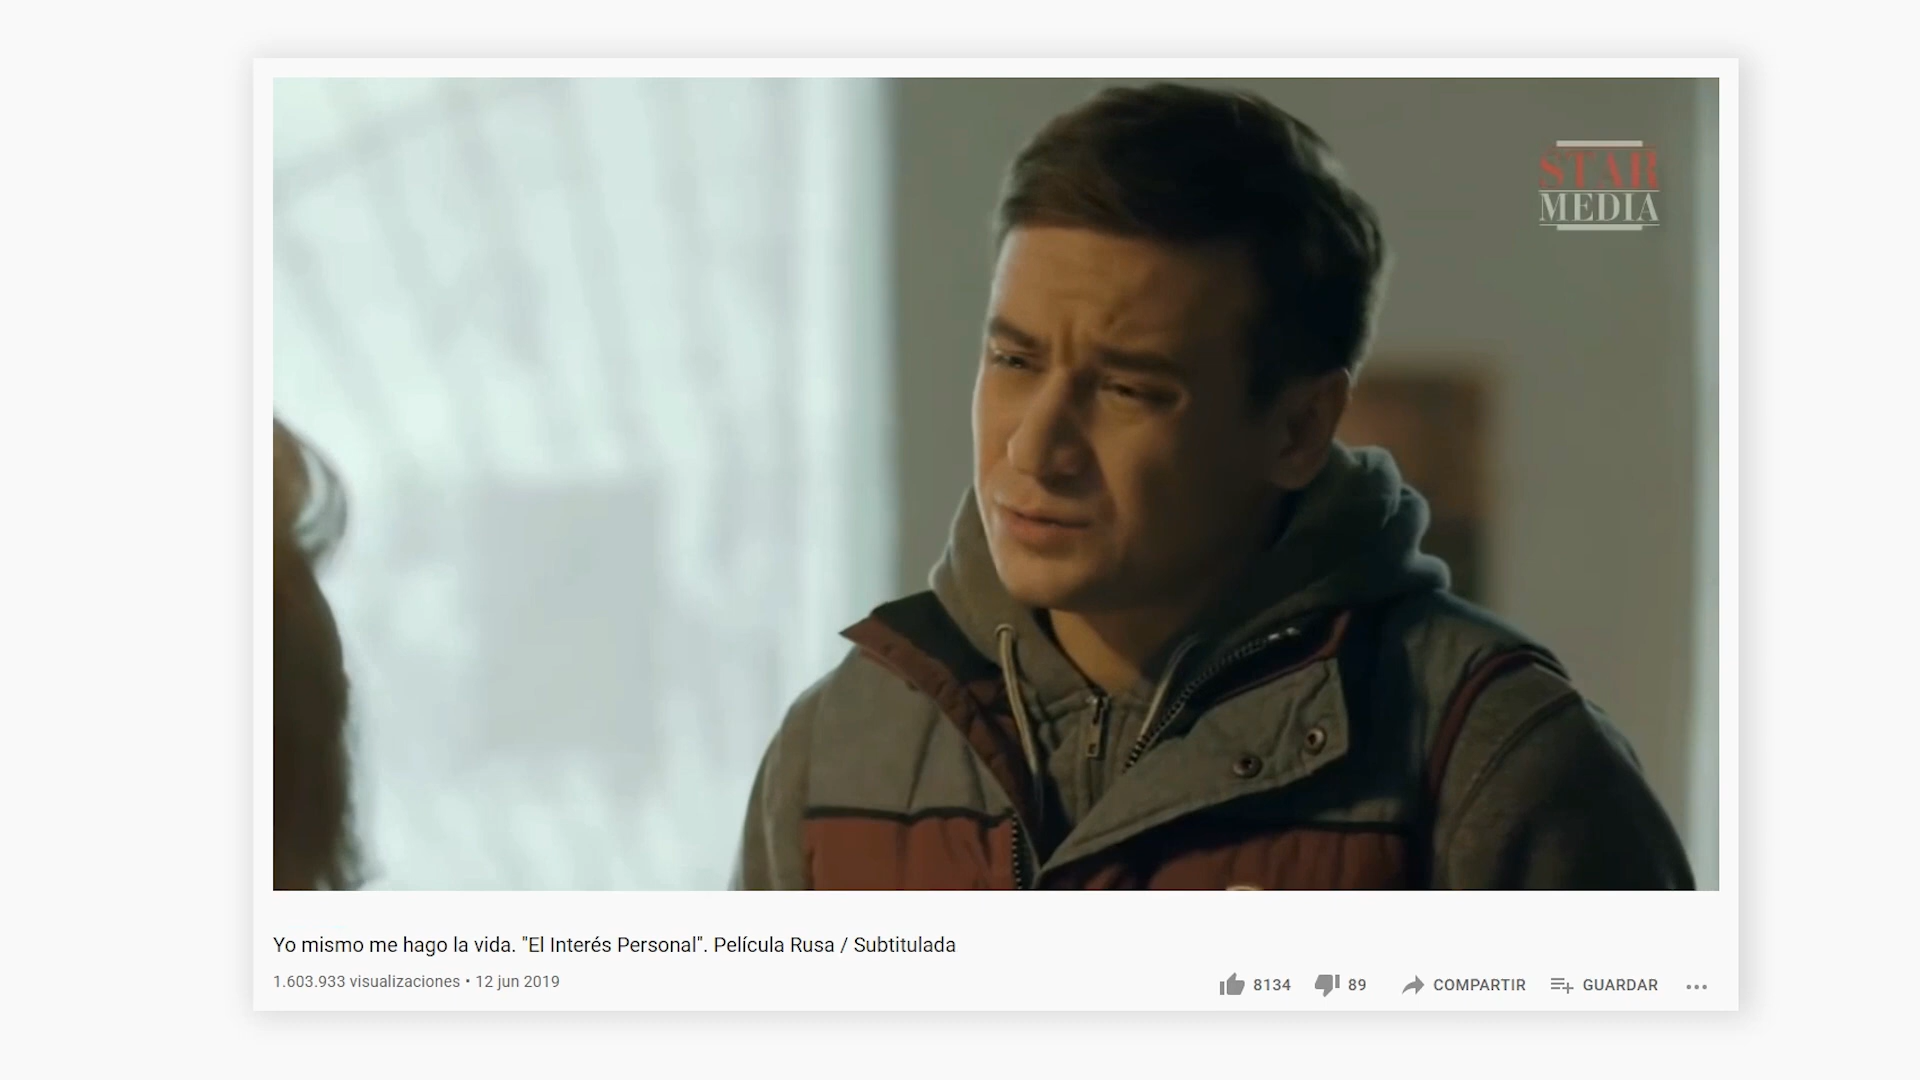 STAR
MEDIA
Yo mismo me hago la vida. "El Interés Personal". Película Rusa / Subtitulada
1.603.933 visualizaciones • 12 jun 2019
8134 89 COMPARTIR GUARDAR